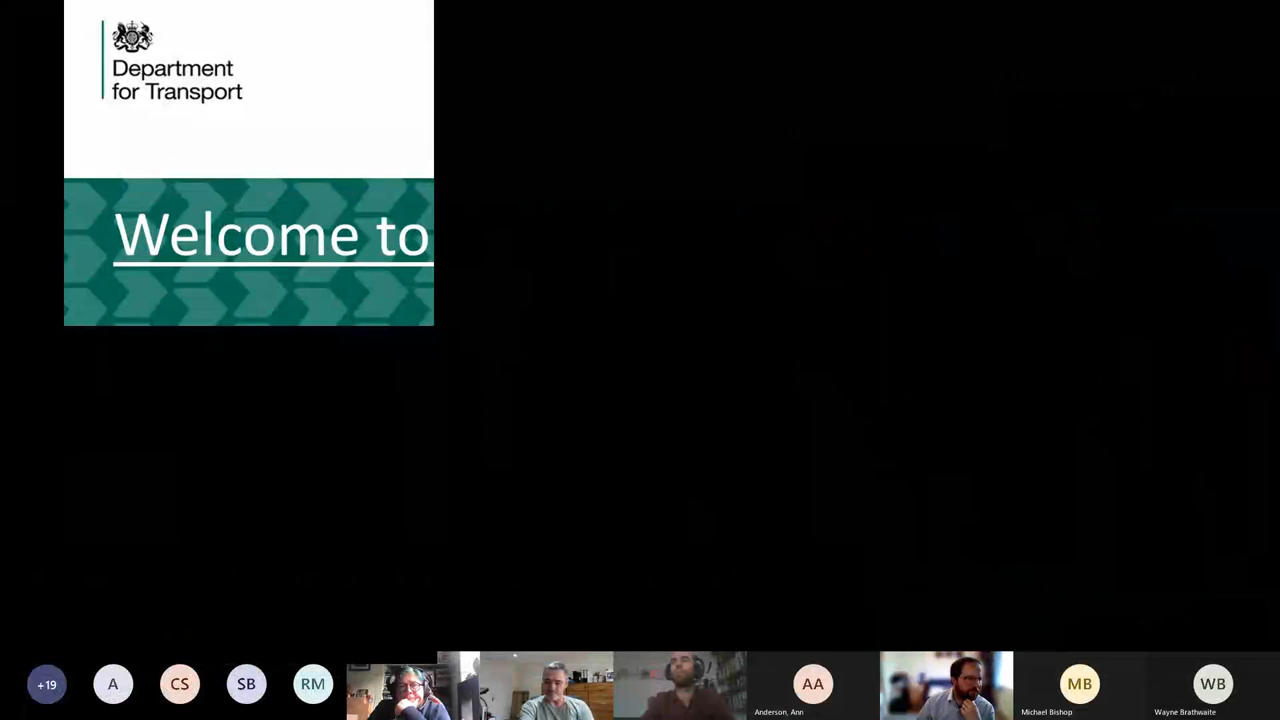 Department
for Transport
Welcome to
+19
A
CS
SB
RM
AA
MB
WB
Anderson, Ann
Michael Bishop
Wayne Brathwaite